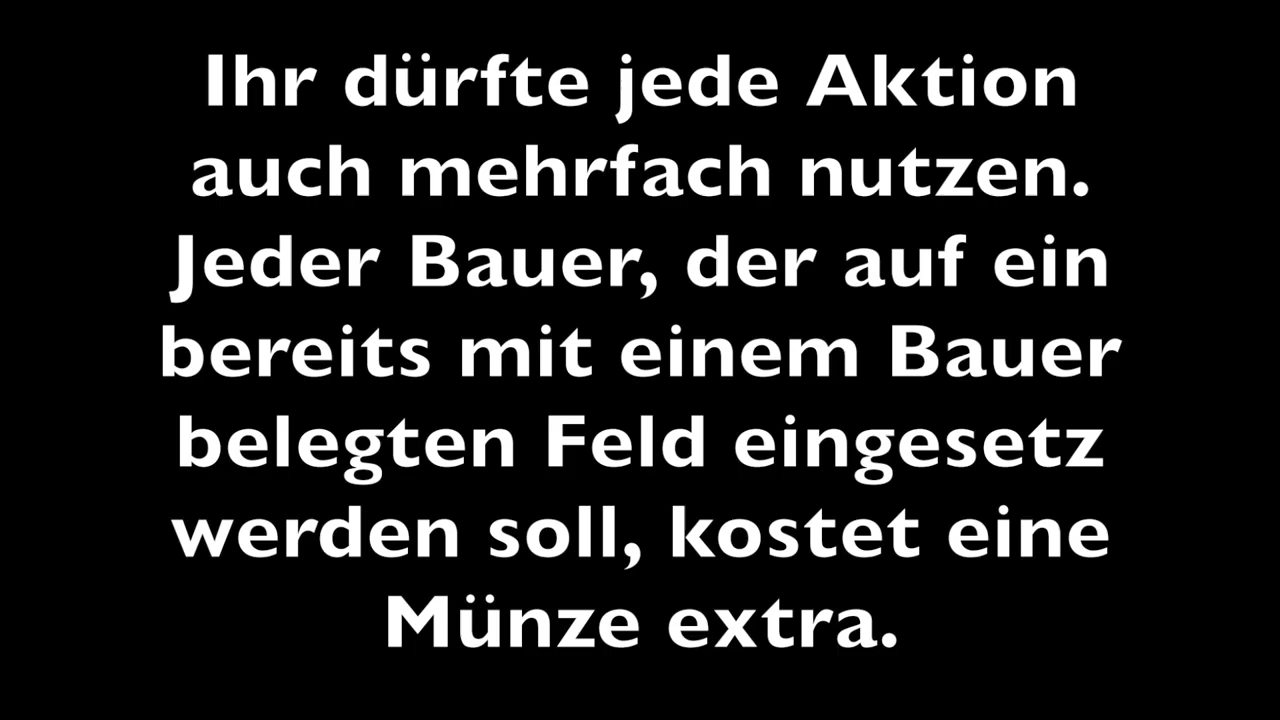 Ihr dürfte jede Aktion
auch mehrfach nutzen.
Jeder Bauer, der auf ein
bereits mit einem Bauer
belegten Feld eingesetz
werden soll, kostet eine
Münze extra.